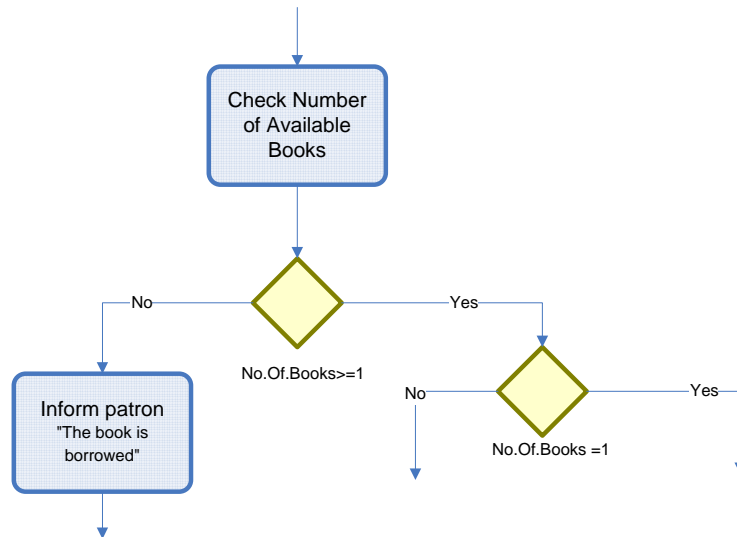 Check Number
of Available
Books
No
Yes
No.Of.Books>=1
Inform patron
"The book is
borrowed"
No
Yes
No.Of.Books =1